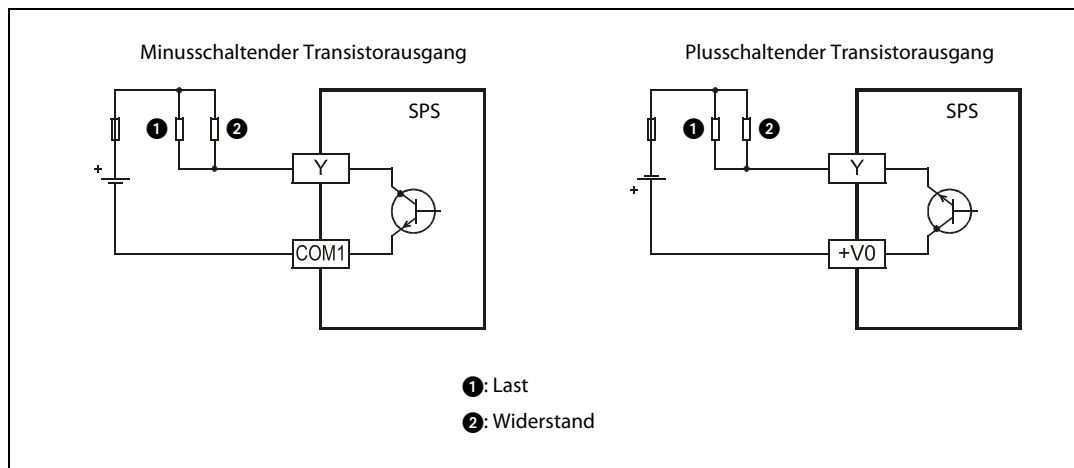 Minusschaltender Transistorausgang
Plusschaltender Transistorausgang
SPS
❶ ❷
+
Y
COM1
SPS
❶ ❷
+
Y
+V0
❶: Last
❷: Widerstand